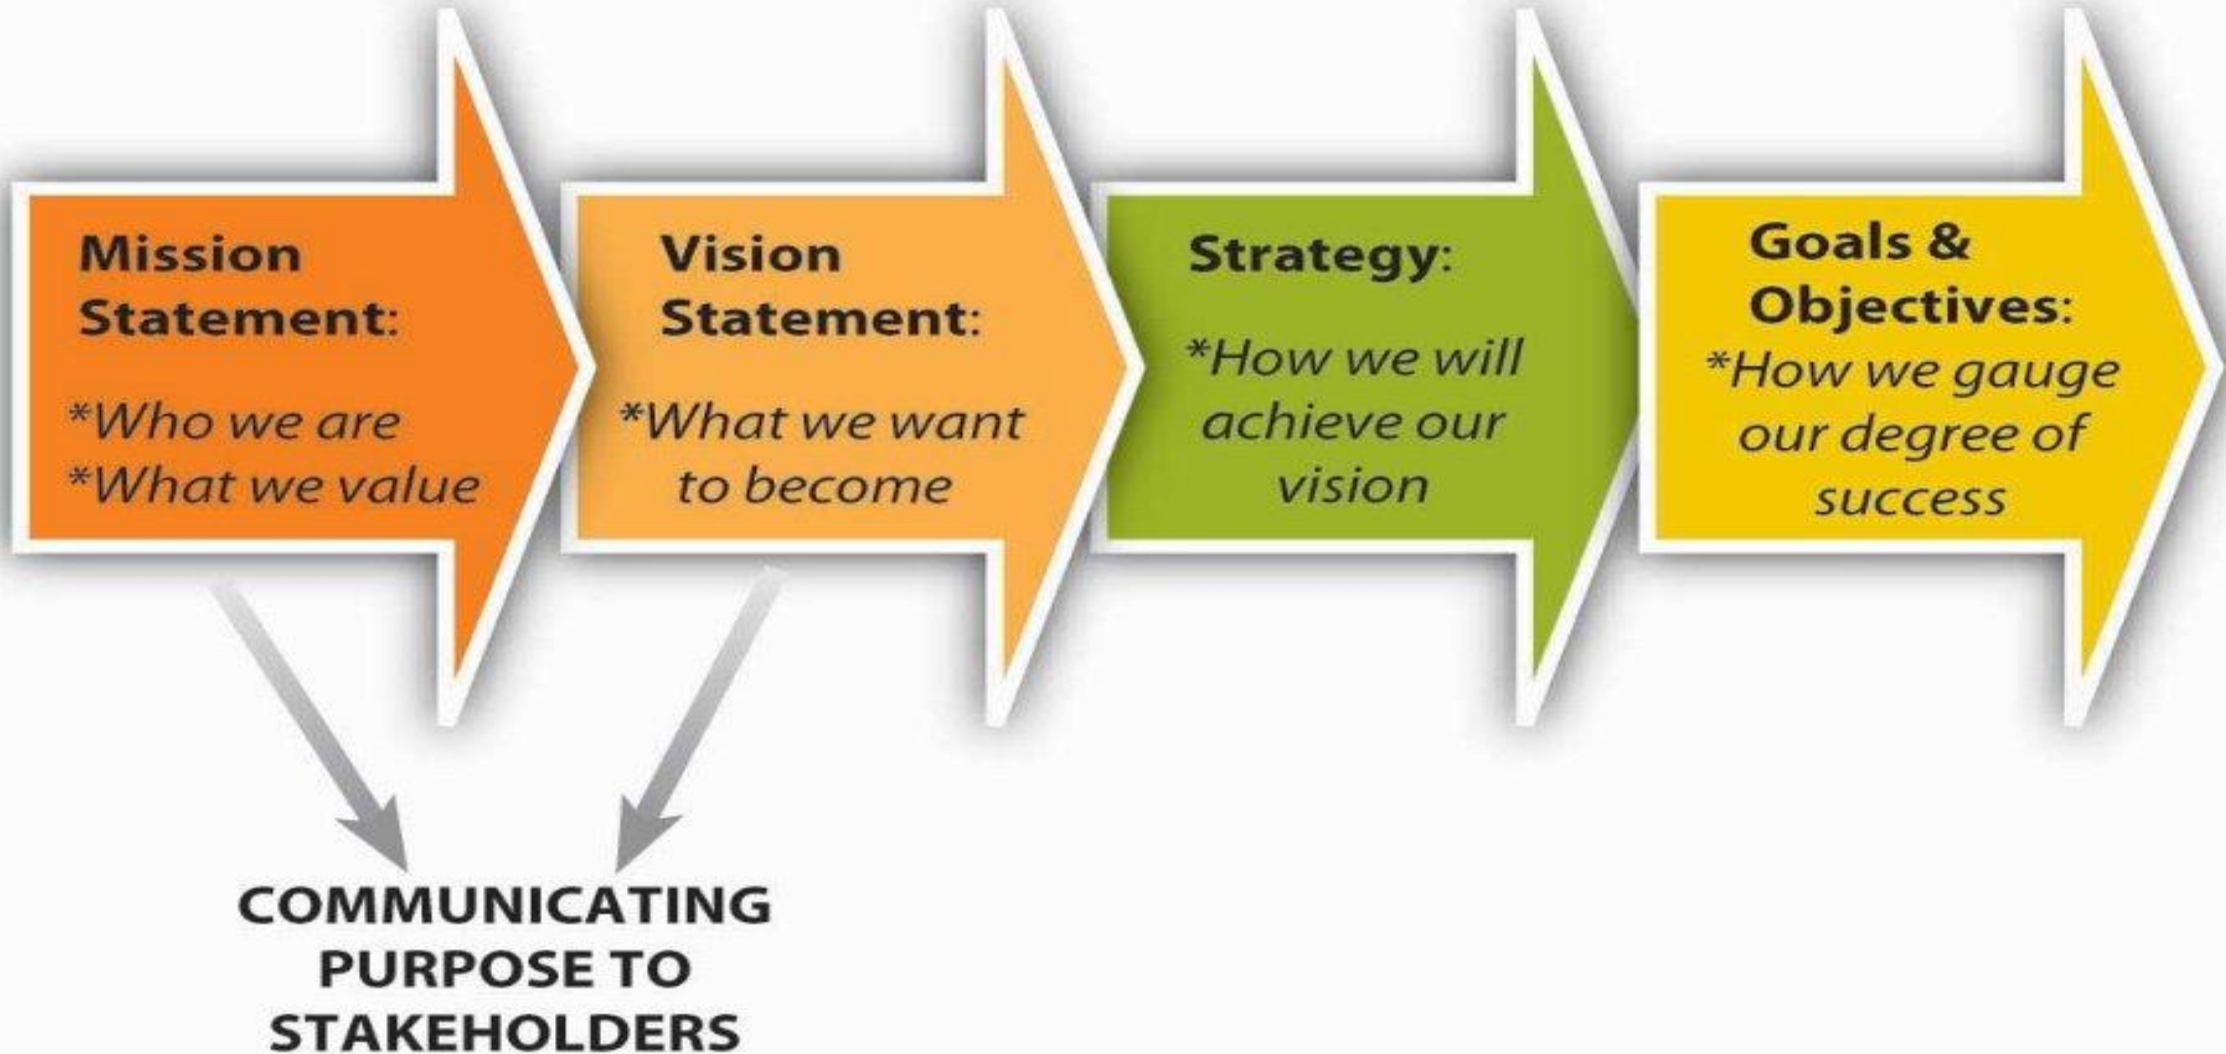 Mission
Statement:
*Who we are
*What we value
Vision
Statement:
*What we want
to become
Strategy:
*How we will
achieve our
vision
Goals &
Objectives:
*How we gauge
our degree of
success
COMMUNICATING
PURPOSE TO
STAKEHOLDERS